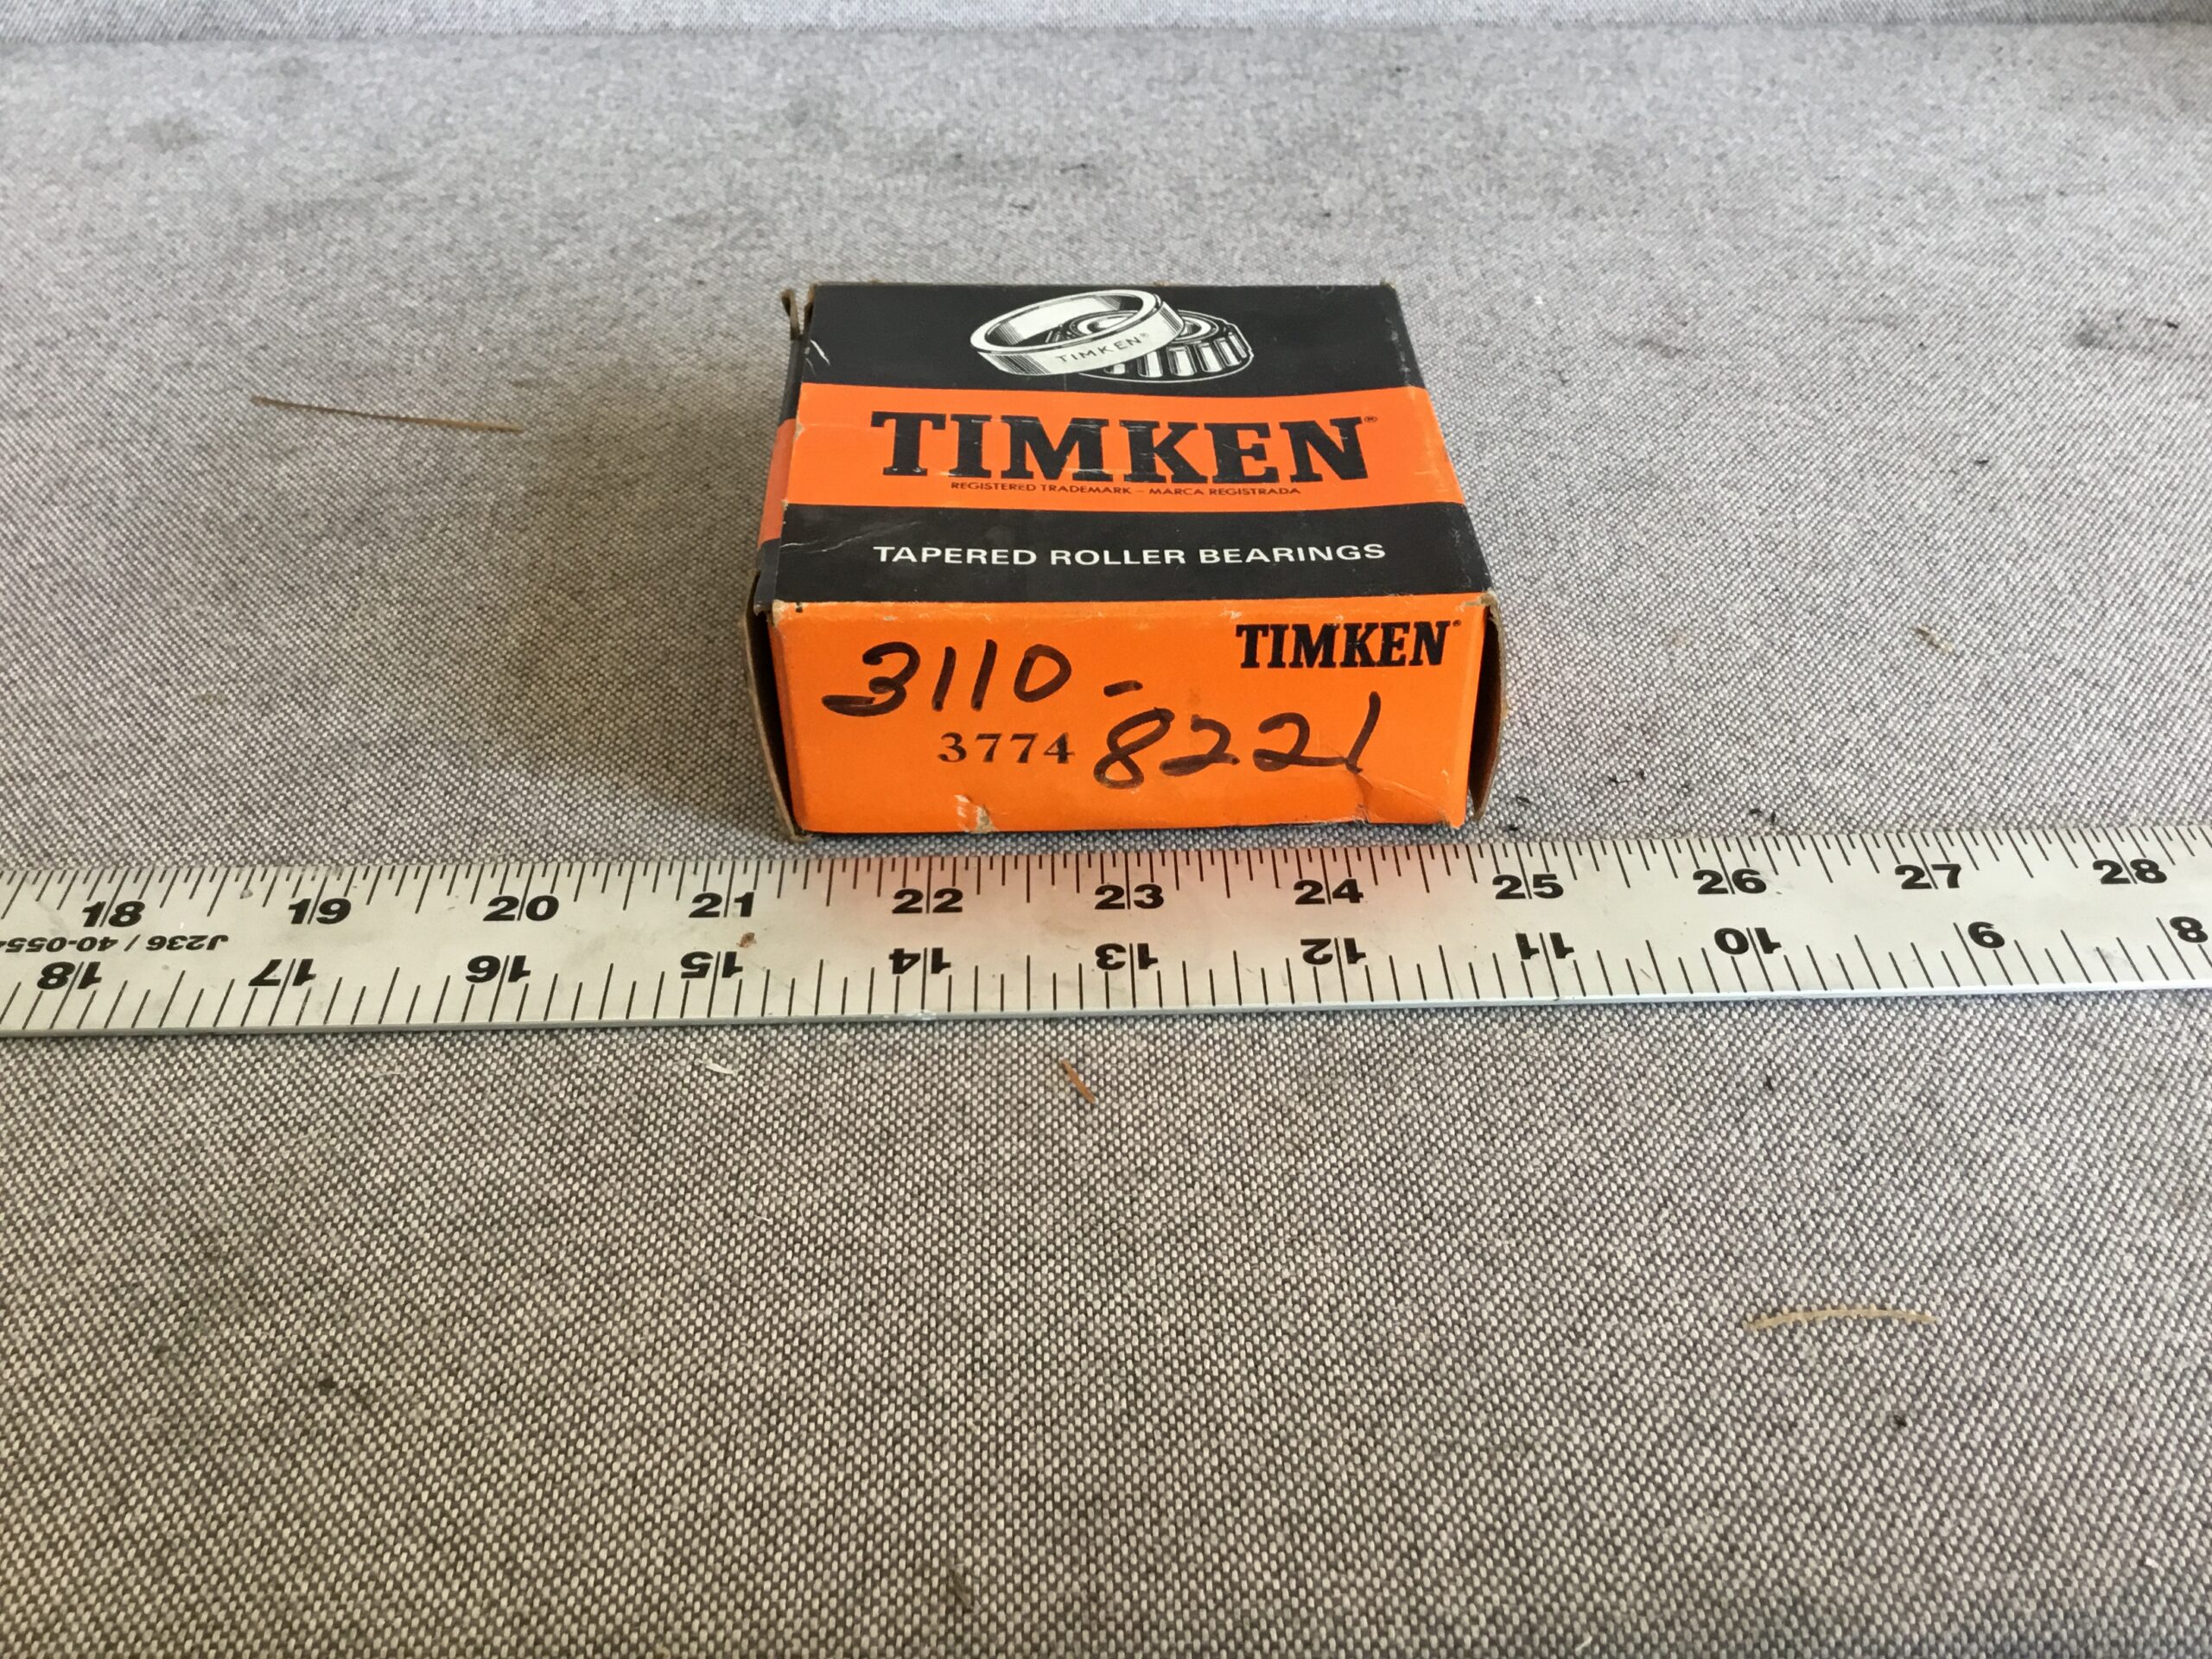 TIMKEN®
TIMKEN®
REGISTERED TRADEMARK - MARCA REGISTRADA
TAPERED ROLLER BEARINGS
TIMKEN®
3110-
3774 8221
18 19 20 21 22 23 24 25 26 27 28
J236 / 40-055
18 17 16 15 14 13 12 11 10 9 8